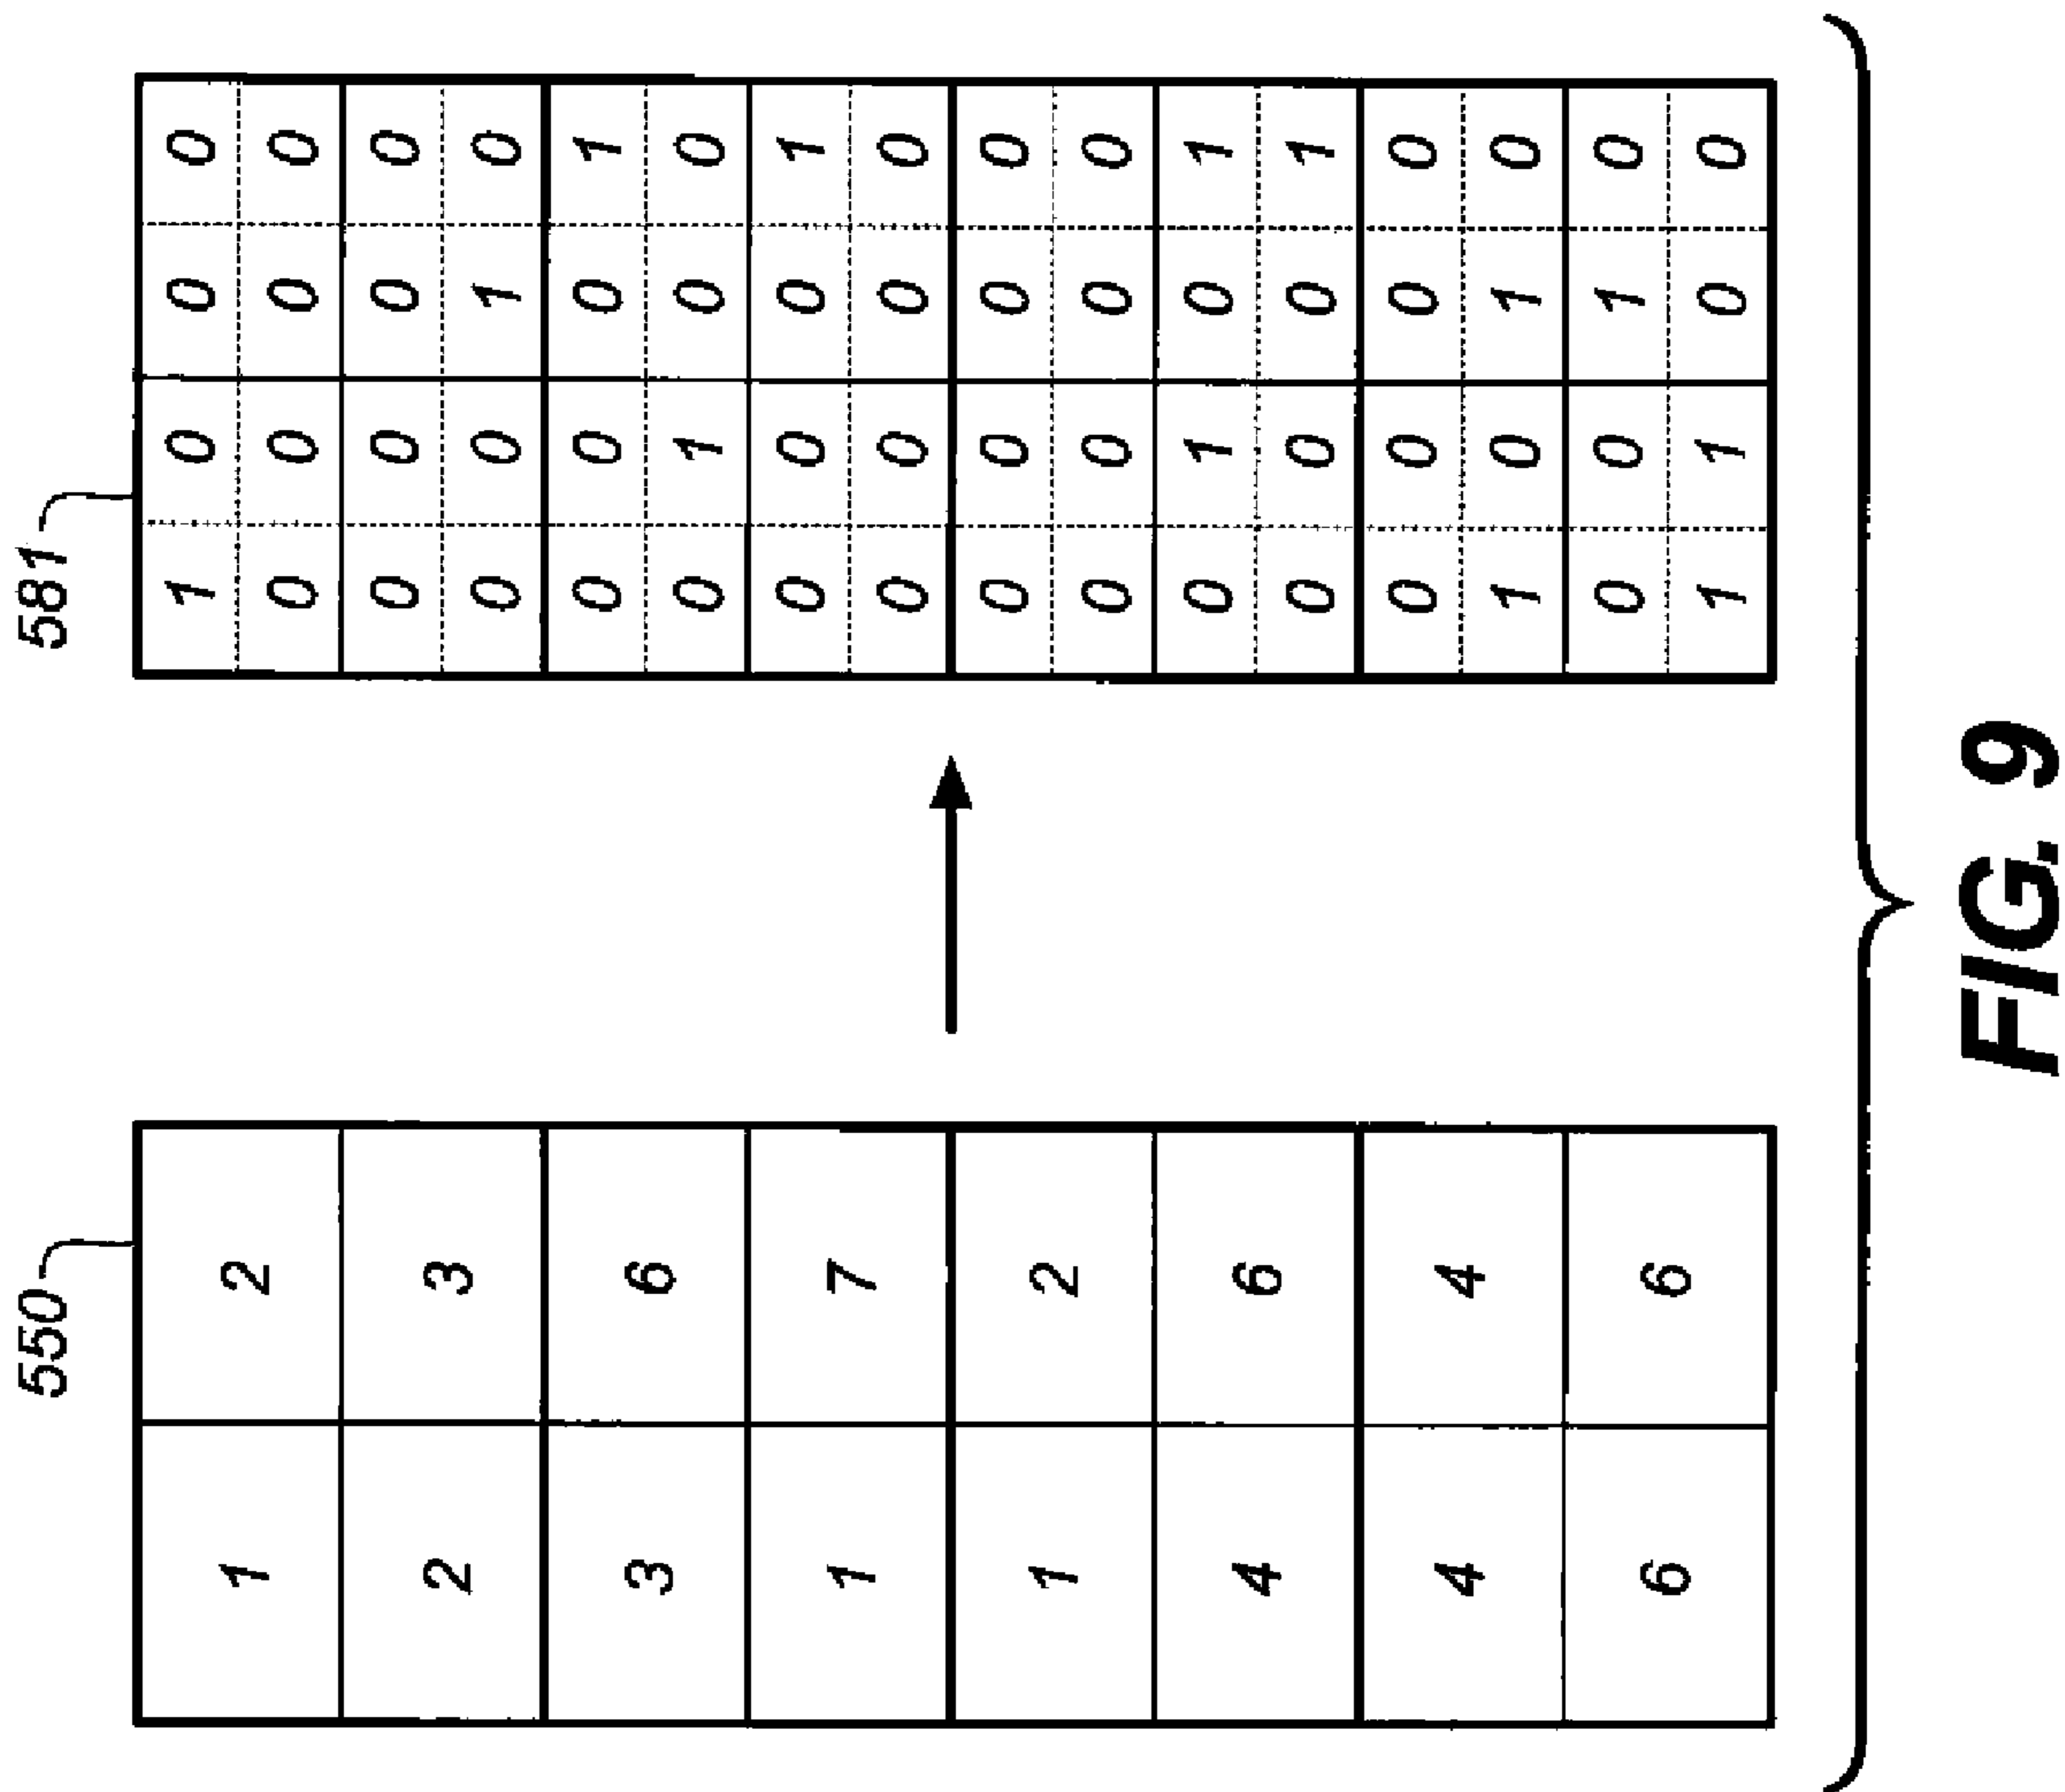 550
1 2
2 3
3 6
1 7
1 2
4 6
4 4
6 6
581
1 0 0 0
0 0 0 0
0 0 0 0
0 0 1 0
0 0 0 1
0 1 0 0
0 0 0 1
0 0 0 0
0 0 0 0
0 0 0 0
0 1 0 1
0 0 0 1
0 0 0 0
1 0 1 0
0 0 1 0
1 1 0 0
FIG. 9